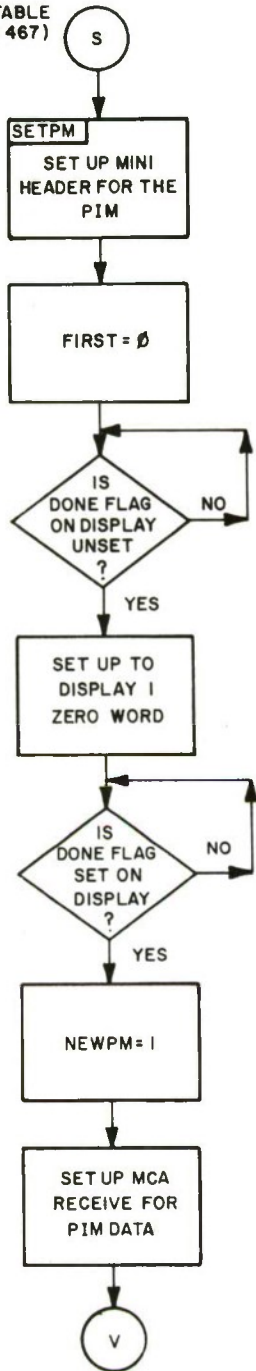 TABLE
467)
S
SETPM
SET UP MINI
HEADER FOR THE
PIM
FIRST = Ø
IS
DONE FLAG
ON DISPLAY
UNSET
?
NO
YES
SET UP TO
DISPLAY 1
ZERO WORD
IS
DONE FLAG
SET ON
DISPLAY
?
NO
YES
NEWPM = 1
SET UP MCA
RECEIVE FOR
PIM DATA
V